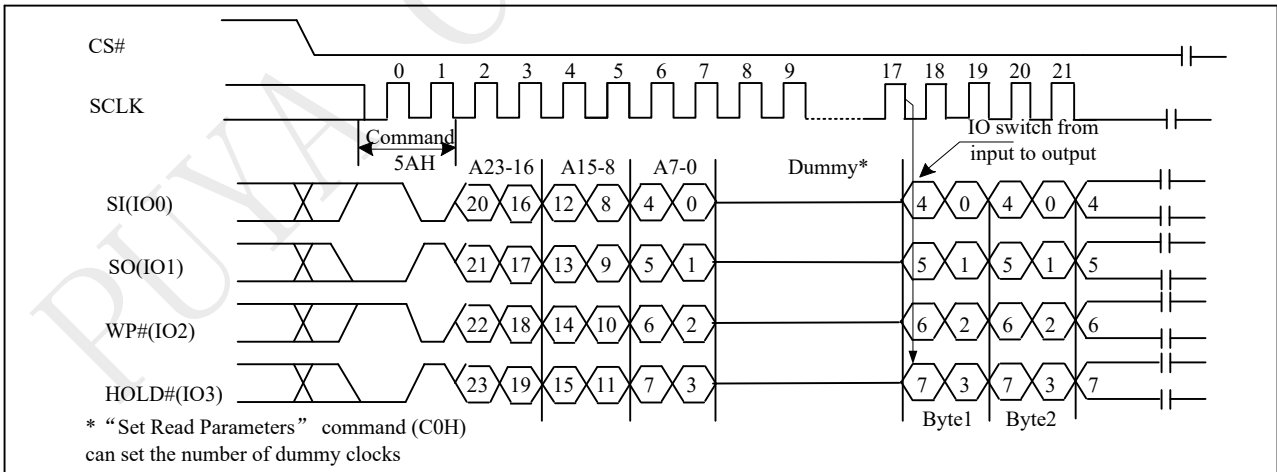 CS#
0 1 2 3 4 5 6 7 8 9 17 18 19 20 21
SCLK
Command
5AH
IO switch from
input to output
A23-16 A15-8 A7-0 Dummy*
SI(IO0) 20 16 12 8 4 0 4 0 4 0 4
SO(IO1) 21 17 13 9 5 1 5 1 5 1 5
WP#(IO2) 22 18 14 10 6 2 6 2 6 2 6
HOLD#(IO3) 23 19 15 11 7 3 7 3 7 3 7
Byte1 Byte2
* “Set Read Parameters” command (C0H)
can set the number of dummy clocks
PUYA C